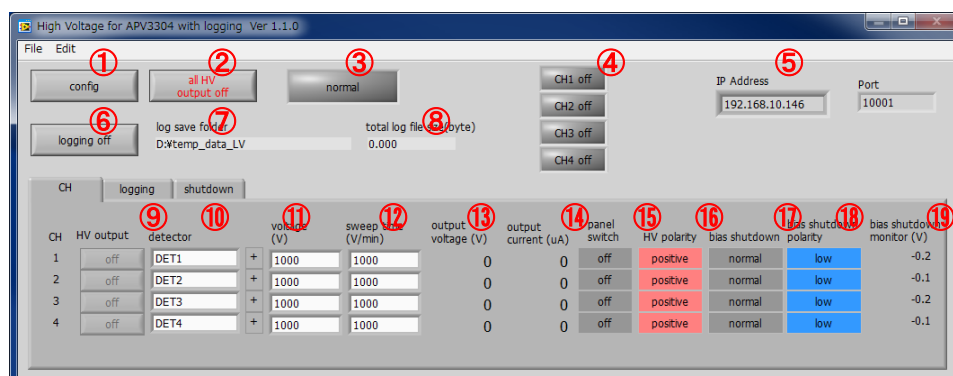 High Voltage for APV3304 with logging Ver 1.1.0
File Edit
① ② ③ ④ ⑤
config all HV output off normal CH1 off IP Address Port
CH2 off 192.168.10.146 10001
⑥ ⑦ ⑧
logging off log save folder total log file size(byte) CH3 off
D:¥temp_data_LV 0.000 CH4 off
CH logging shutdown
⑨ ⑩ ⑪ ⑫ ⑬ ⑭ ⑮ ⑯ ⑰ ⑱ ⑲
CH HV output detector voltage (V) sweep time (V/min) output voltage (V) output current (uA) panel switch HV polarity bias shutdown bias shutdown polarity bias shutdown monitor (V)
1 off DET1 + 1000 1000 0 0 off positive normal low -0.2
2 off DET2 + 1000 1000 0 0 off positive normal low -0.1
3 off DET3 + 1000 1000 0 0 off positive normal low -0.2
4 off DET4 + 1000 1000 0 0 off positive normal low -0.1